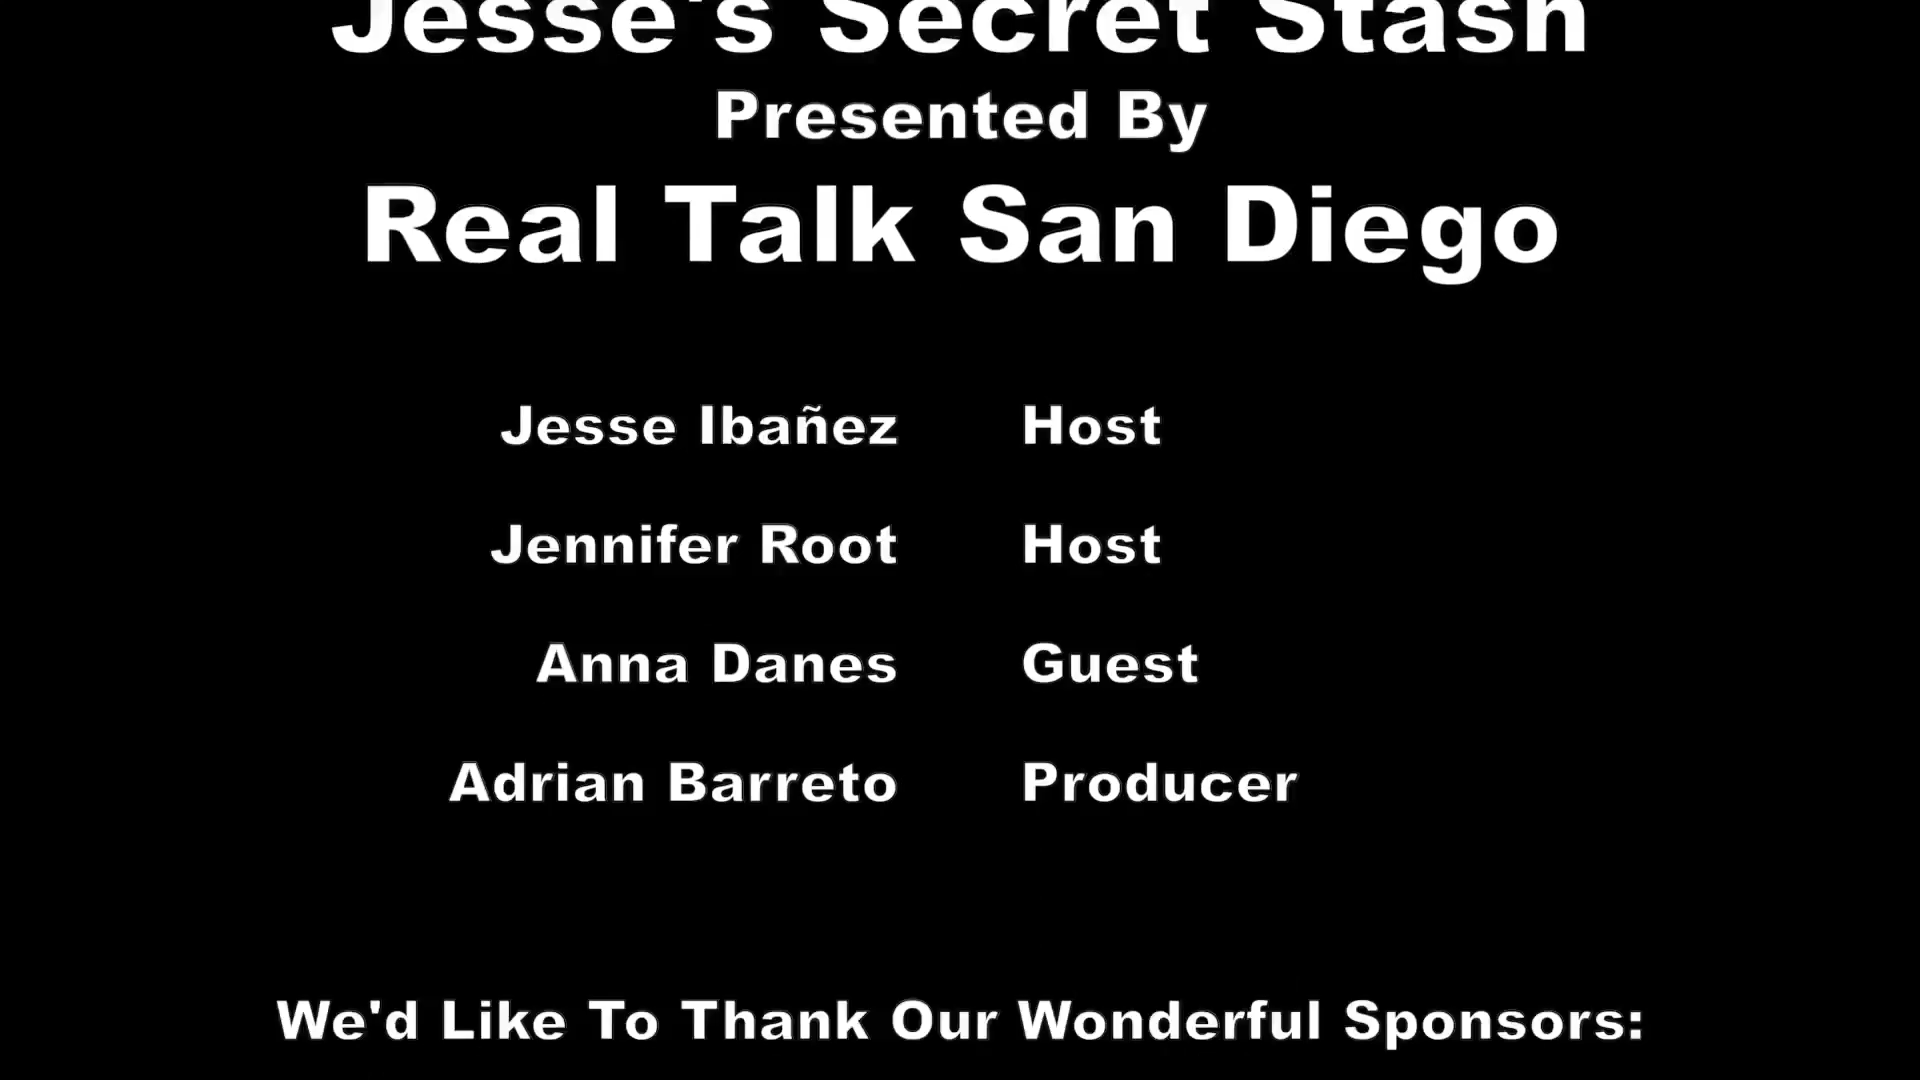 Jesse's Secret Stash
Presented By
Real Talk San Diego
Jesse Ibañez Host
Jennifer Root Host
Anna Danes Guest
Adrian Barreto Producer
We'd Like To Thank Our Wonderful Sponsors: